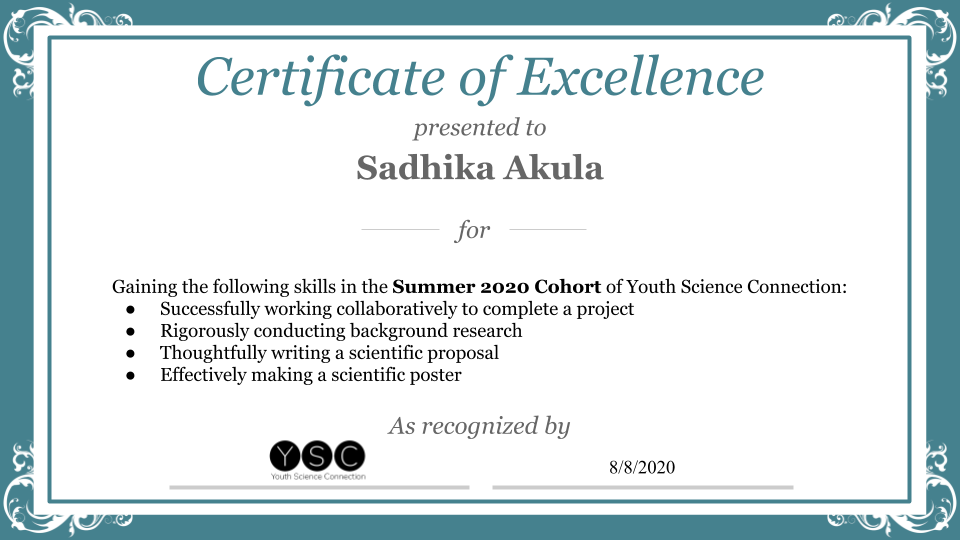 Certificate of Excellence
presented to
Sadhika Akula
for
Gaining the following skills in the Summer 2020 Cohort of Youth Science Connection:
● Successfully working collaboratively to complete a project
● Rigorously conducting background research
● Thoughtfully writing a scientific proposal
● Effectively making a scientific poster
As recognized by
YSC
Youth Science Connection
8/8/2020